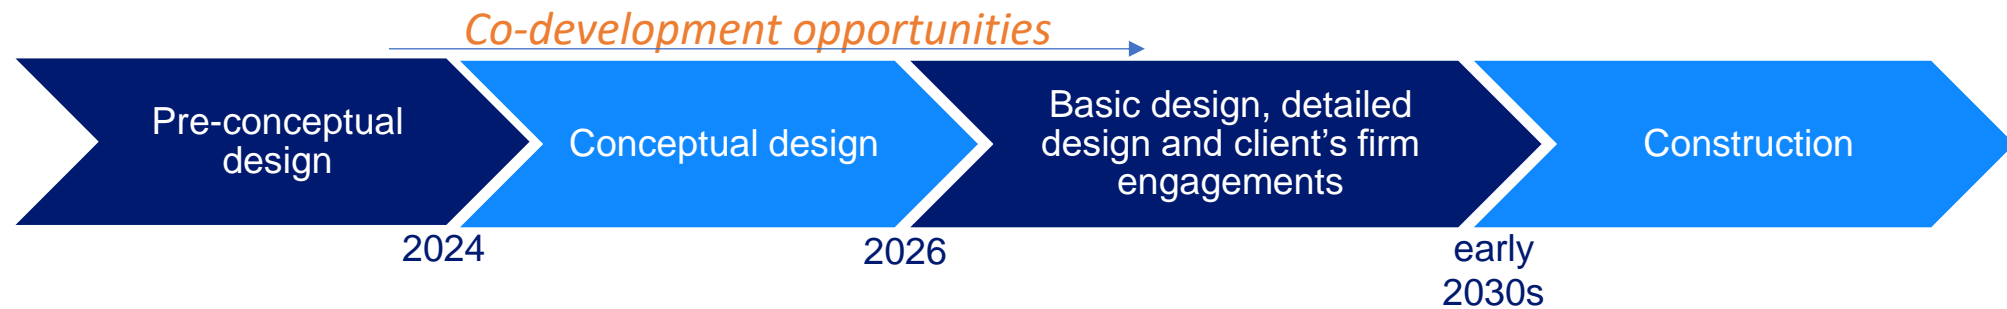 Co-development opportunities
Pre-conceptual
design
Conceptual design
Basic design, detailed
design and client’s firm
engagements
Construction
2024
2026
early
2030s